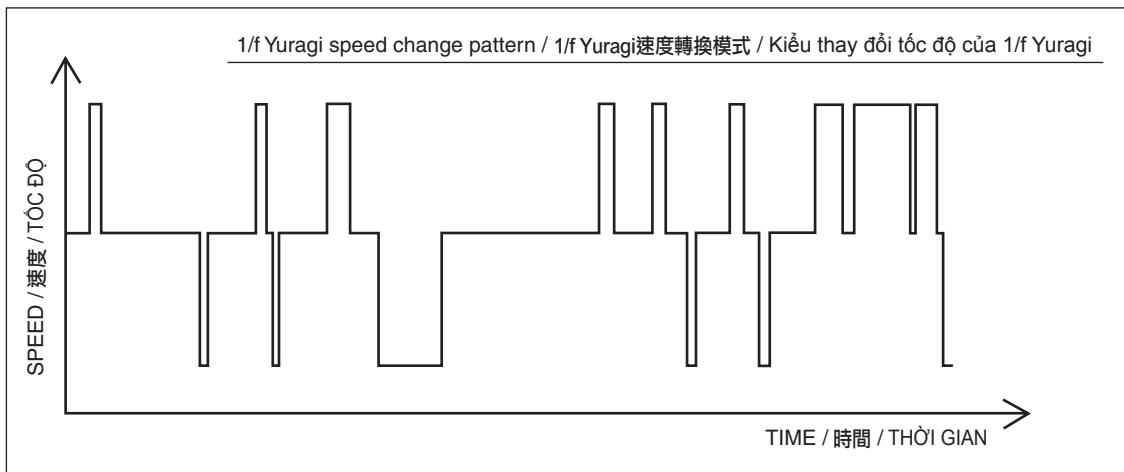 1/f Yuragi speed change pattern / 1/f Yuragi速度轉換模式 / Kiểu thay đổi tốc độ của 1/f Yuragi
SPEED / 速度 / TỐC ĐỘ
TIME / 時間 / THỜI GIAN